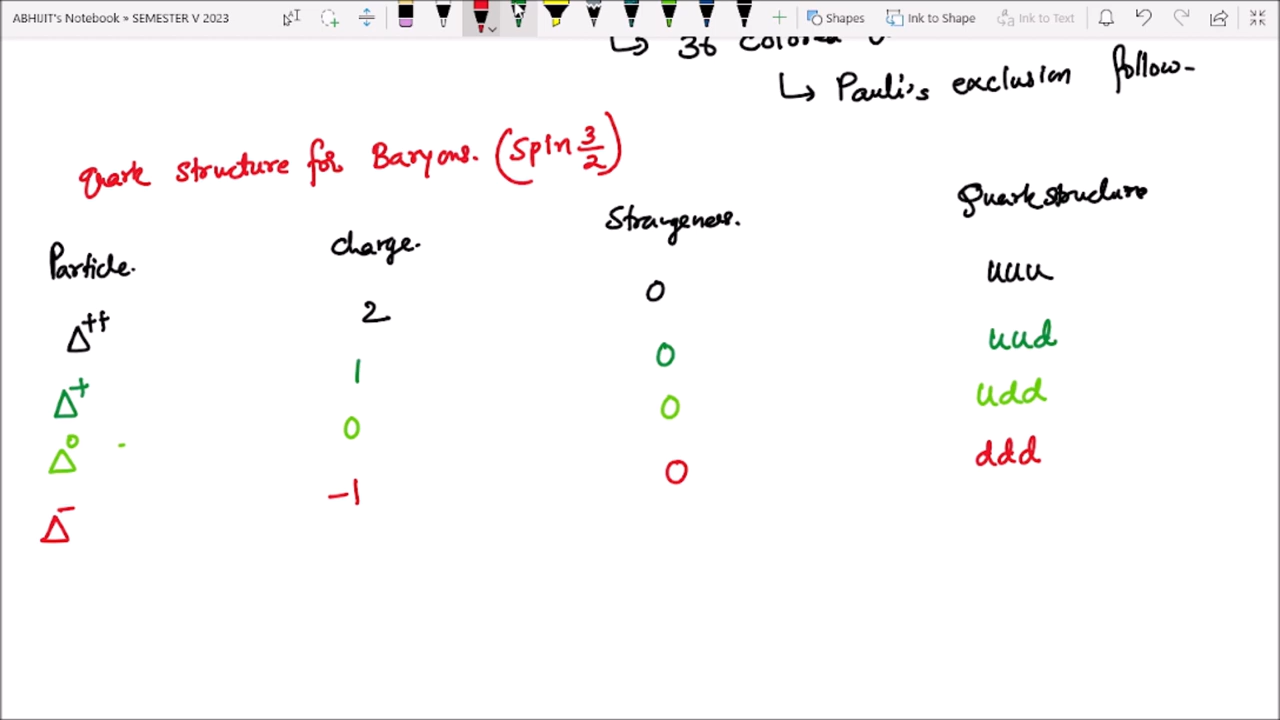 ABHIJIT's Notebook » SEMESTER V 2023
Shapes
Ink to Shape
Ink to Text
↳ 36 colored
↳ Pauli's exclusion follow-
quark structure for Baryons. (Spin 3/2)
Particle. charge. Strangeness. Quark structure
Δ++ 2 0 uuu
Δ+ 1 0 uud
Δ0 0 0 udd
Δ- -1 0 ddd